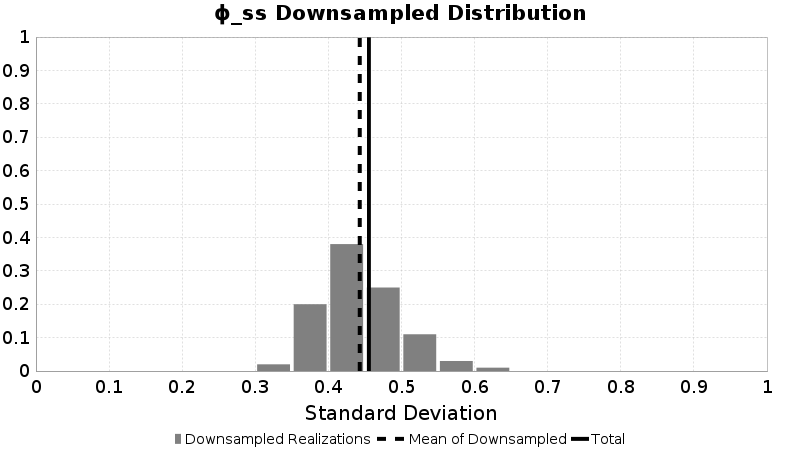 ϕ_ss Downsampled Distribution
1
0.9
0.8
0.7
0.6
0.5
0.4
0.3
0.2
0.1
0
0 0.1 0.2 0.3 0.4 0.5 0.6 0.7 0.8 0.9 1
Standard Deviation
Downsampled Realizations Mean of Downsampled Total